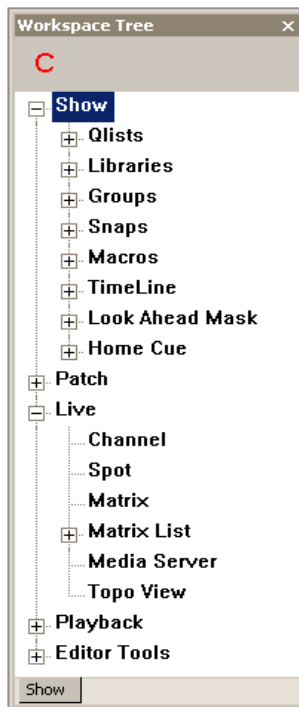 Workspace Tree
C
Show
Qlists
Libraries
Groups
Snaps
Macros
TimeLine
Look Ahead Mask
Home Cue
Patch
Live
Channel
Spot
Matrix
Matrix List
Media Server
Topo View
Playback
Editor Tools
Show